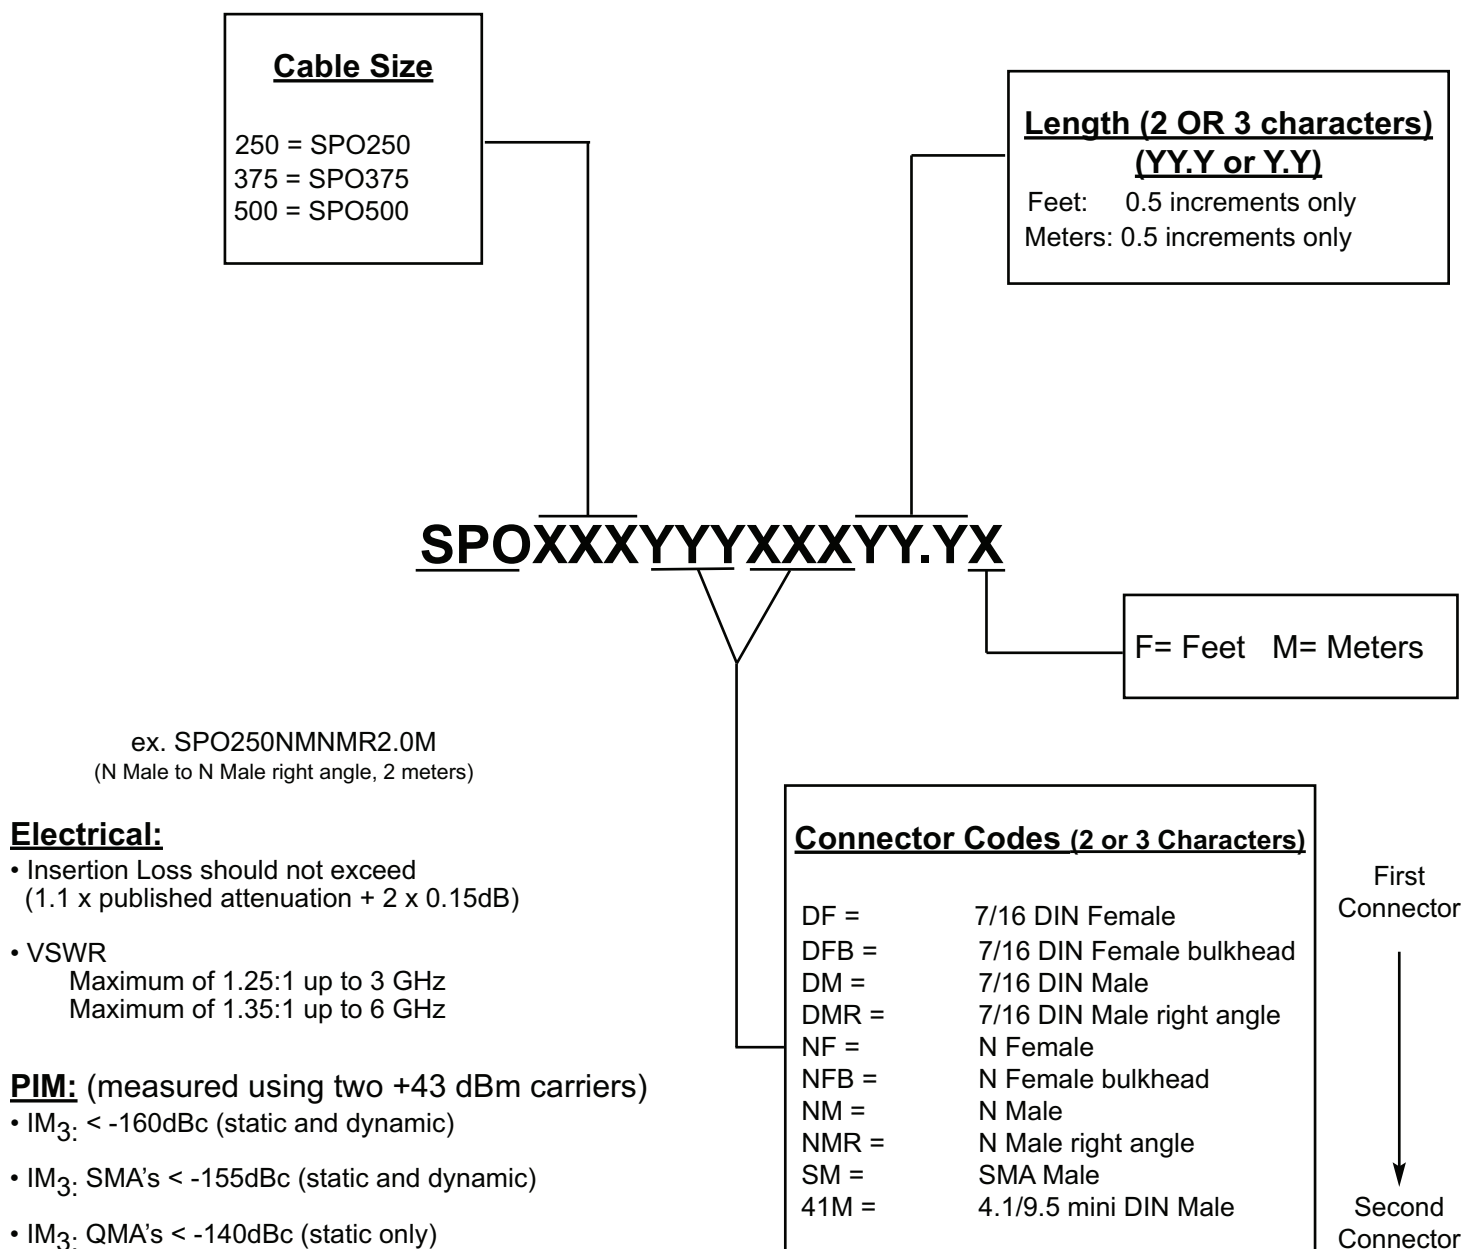 Cable Size
250 = SPO250
375 = SPO375
500 = SPO500
Length (2 OR 3 characters)
(YY.Y or Y.Y)
Feet: 0.5 increments only
Meters: 0.5 increments only
SPOXXXYYYXXXYY.YX
F= Feet M= Meters
ex. SPO250NMNMR2.0M
(N Male to N Male right angle, 2 meters)
Electrical:
• Insertion Loss should not exceed
(1.1 x published attenuation + 2 x 0.15dB)
• VSWR
Maximum of 1.25:1 up to 3 GHz
Maximum of 1.35:1 up to 6 GHz
PIM: (measured using two +43 dBm carriers)
• IM3: < -160dBc (static and dynamic)
• IM3: SMA's < -155dBc (static and dynamic)
• IM3: QMA's < -140dBc (static only)
Connector Codes (2 or 3 Characters)
DF = 7/16 DIN Female
DFB = 7/16 DIN Female bulkhead
DM = 7/16 DIN Male
DMR = 7/16 DIN Male right angle
NF = N Female
NFB = N Female bulkhead
NM = N Male
NMR = N Male right angle
SM = SMA Male
41M = 4.1/9.5 mini DIN Male
First
Connector
Second
Connector